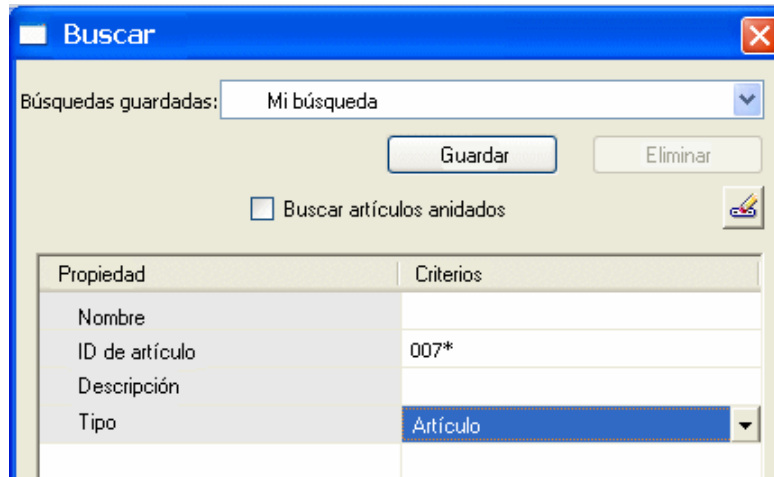 Buscar
Búsquedas guardadas: Mi búsqueda
Guardar Eliminar
Buscar artículos anidados
Propiedad Criterios
Nombre
ID de artículo 007*
Descripción
Tipo Artículo